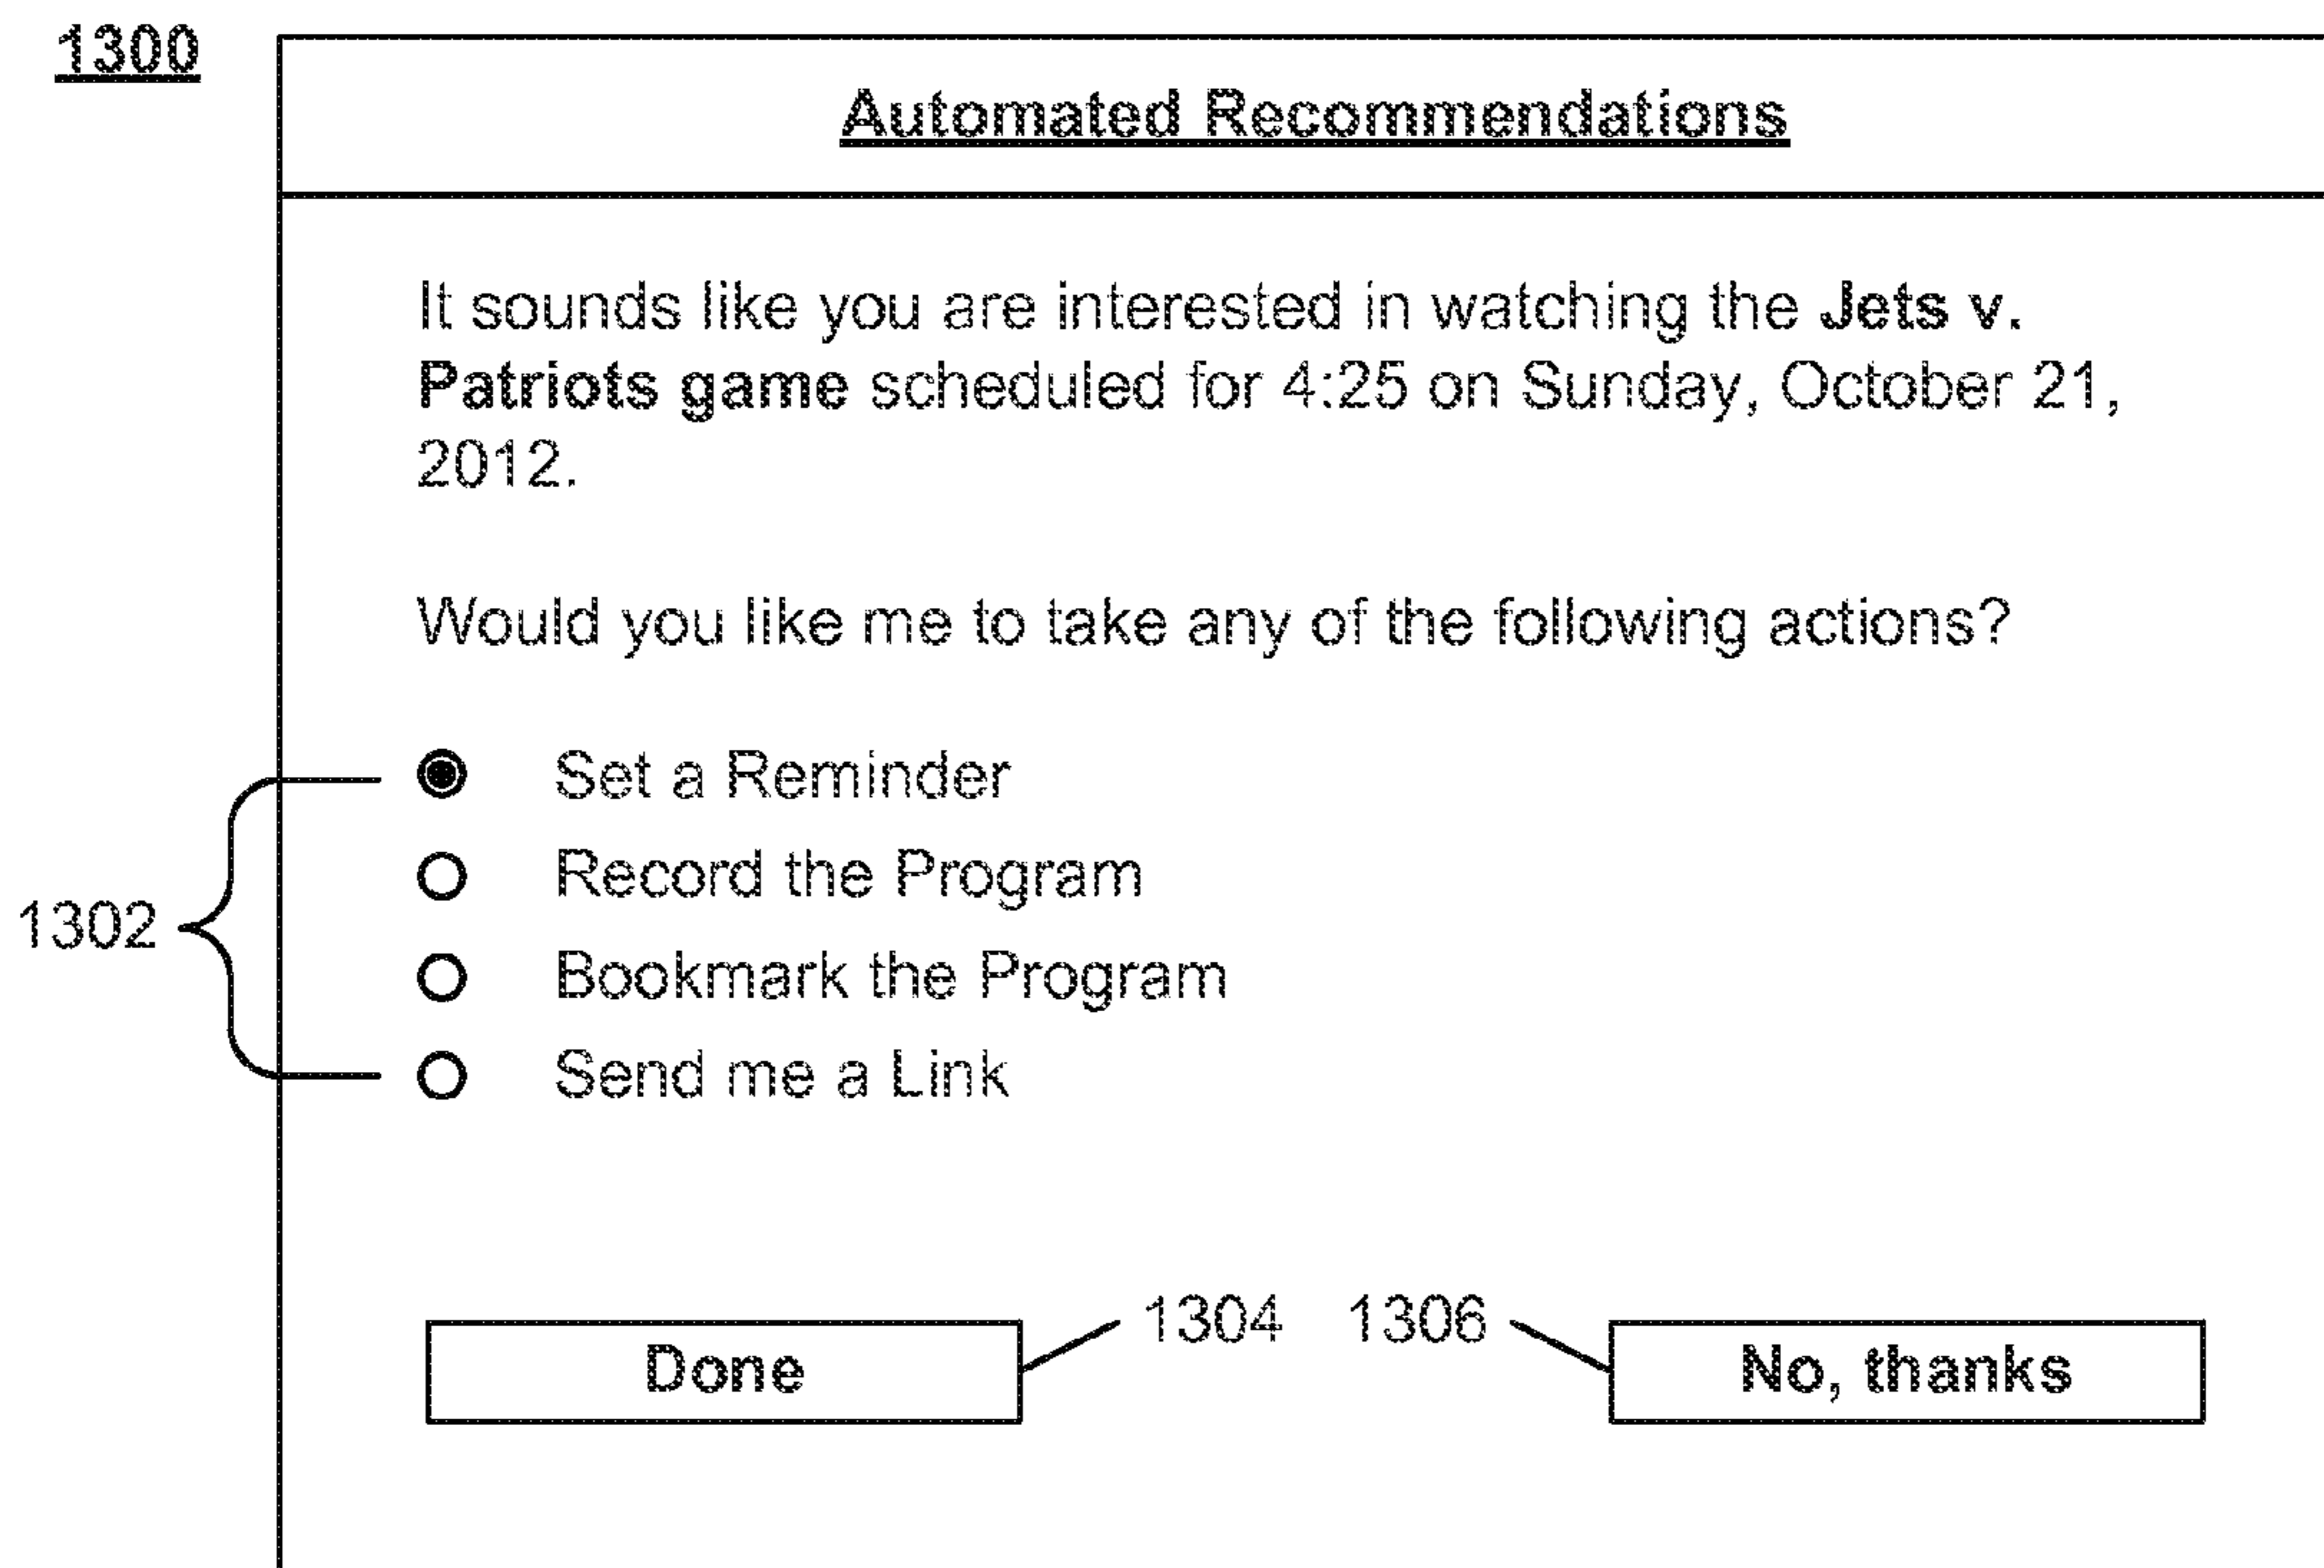 1300
Automated Recommendations
It sounds like you are interested in watching the Jets v.
Patriots game scheduled for 4:25 on Sunday, October 21,
2012.
Would you like me to take any of the following actions?
Set a Reminder
Record the Program
1302
Bookmark the Program
Send me a Link
1304 1306
Done No, thanks